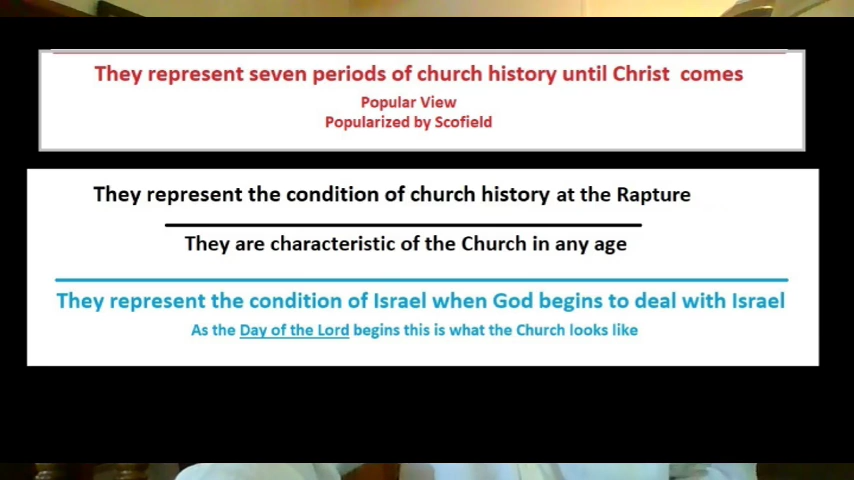 They represent seven periods of church history until Christ comes
Popular View
Popularized by Scofield
They represent the condition of church history at the Rapture
They are characteristic of the Church in any age
They represent the condition of Israel when God begins to deal with Israel
As the Day of the Lord begins this is what the Church looks like